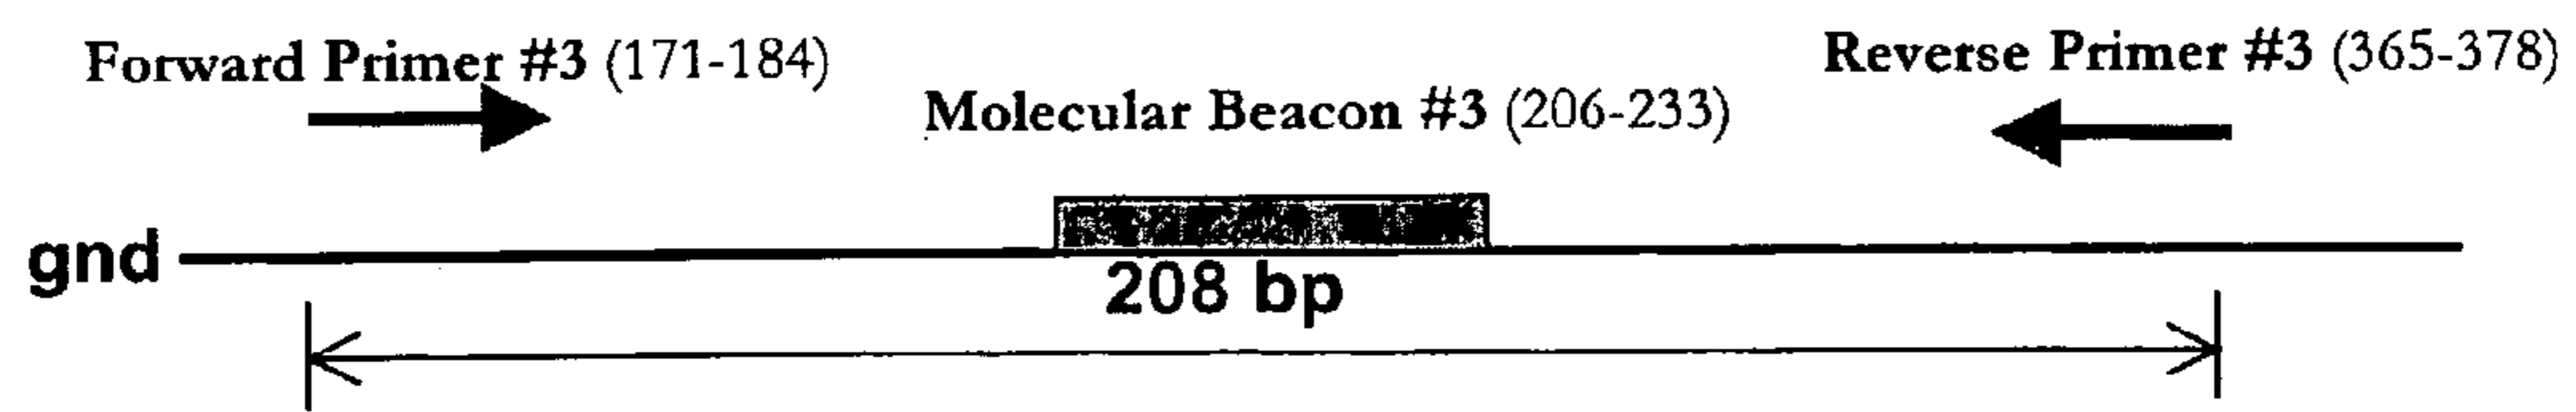 Forward Primer #3 (171-184)
Reverse Primer #3 (365-378)
Molecular Beacon #3 (206-233)
gnd
208 bp